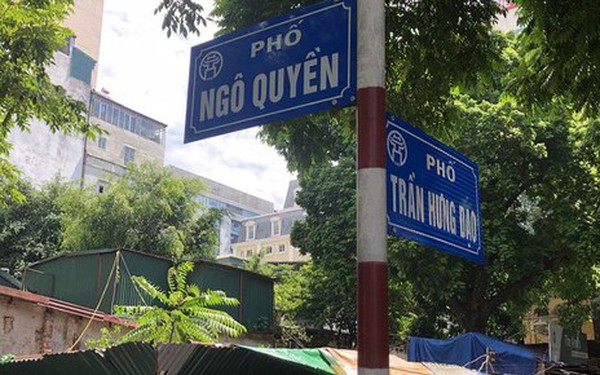 PHỐ
NGÔ QUYỀN
PHỐ
TRẦN HƯNG ĐẠO